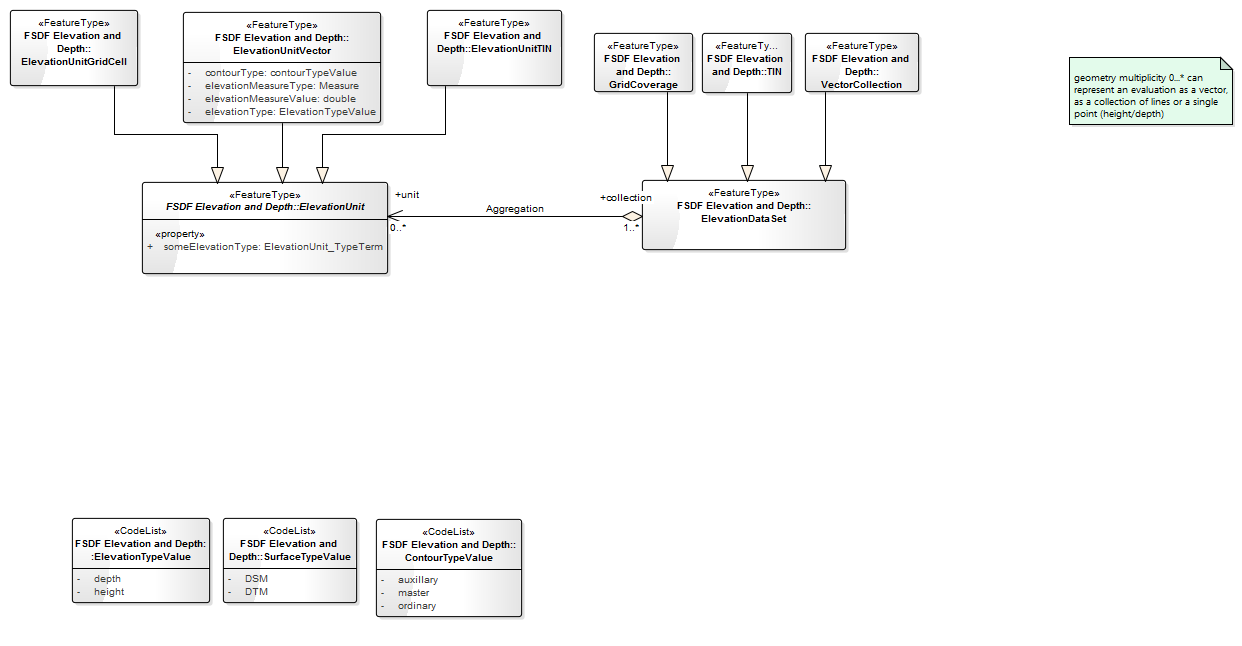 «FeatureType»
FSDF Elevation and
Depth::
ElevationUnitGridCell
«FeatureType»
FSDF Elevation and Depth::
ElevationUnitVector
- contourType: contourTypeValue
- elevationMeasureType: Measure
- elevationMeasureValue: double
- elevationType: ElevationTypeValue
«FeatureType»
FSDF Elevation and
Depth::ElevationUnitTIN
«FeatureType»
FSDF Elevation
and Depth::
GridCoverage
«FeatureTy...
FSDF Elevation
and Depth::TIN
«FeatureType»
FSDF Elevation and
Depth::
VectorCollection
geometry multiplicity 0...* can
represent an evaluation as a vector,
as a collection of lines or a single
point (height/depth)
«FeatureType»
FSDF Elevation and Depth::ElevationUnit
«property»
+ someElevationType: ElevationUnit_TypeTerm
+unit
0..*
Aggregation
+collection
1..*
«FeatureType»
FSDF Elevation and Depth::
ElevationDataSet
«CodeList»
FSDF Elevation and Depth:
:ElevationTypeValue
- depth
- height
«CodeList»
FSDF Elevation and
Depth::SurfaceTypeValue
- DSM
- DTM
«CodeList»
FSDF Elevation and Depth::
ContourTypeValue
- auxillary
- master
- ordinary